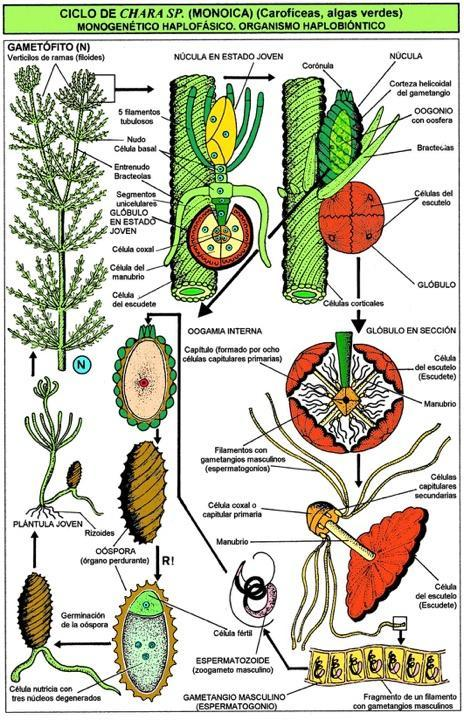 CICLO DE CHARA SP. (MONOICA) (Carofíceas, algas verdes)
MONOGENÉTICO HAPLOFÁSICO. ORGANISMO HAPLOBIÓNTICO
GAMETÓFITO (N)
Verticilos de ramas (filoides)
NÚCULA EN ESTADO JOVEN
Corónula
NÚCULA
Corteza helicoidal
del gametangio
OOGONIO
con oosfera
Bracteolas
5 filamentos
tubulosos
Nudo
Célula basal
Entrenudo
Bracteolas
Segmentos
unicelulares
GLÓBULO
EN ESTADO
JOVEN
Célula coxal
Célula del
manubrio
Célula
del escudete
Células del
escutelo
GLÓBULO
Células corticales
N
OOGAMIA INTERNA
Capítulo (formado por ocho
células capitulares primarias)
GLÓBULO EN SECCIÓN
Célula
del escutelo
(Escudete)
Manubrio
Filamentos con
gametangios masculinos
(espermatogonios)
Células
capitulares
secundarias
Célula coxal o
capitular primaria
Manubrio
Célula
del escutelo
(Escudete)
PLÁNTULA JOVEN
Rizoides
OÓSPORA
(órgano perdurante)
R!
Germinación
de la oóspora
Célula fértil
ESPERMATOZOIDE
(zoogameto masculino)
Célula nutricia con
tres núcleos degenerados
GAMETANGIO MASCULINO
(ESPERMATOGONIO)
Fragmento de un filamento
con gametangios masculinos